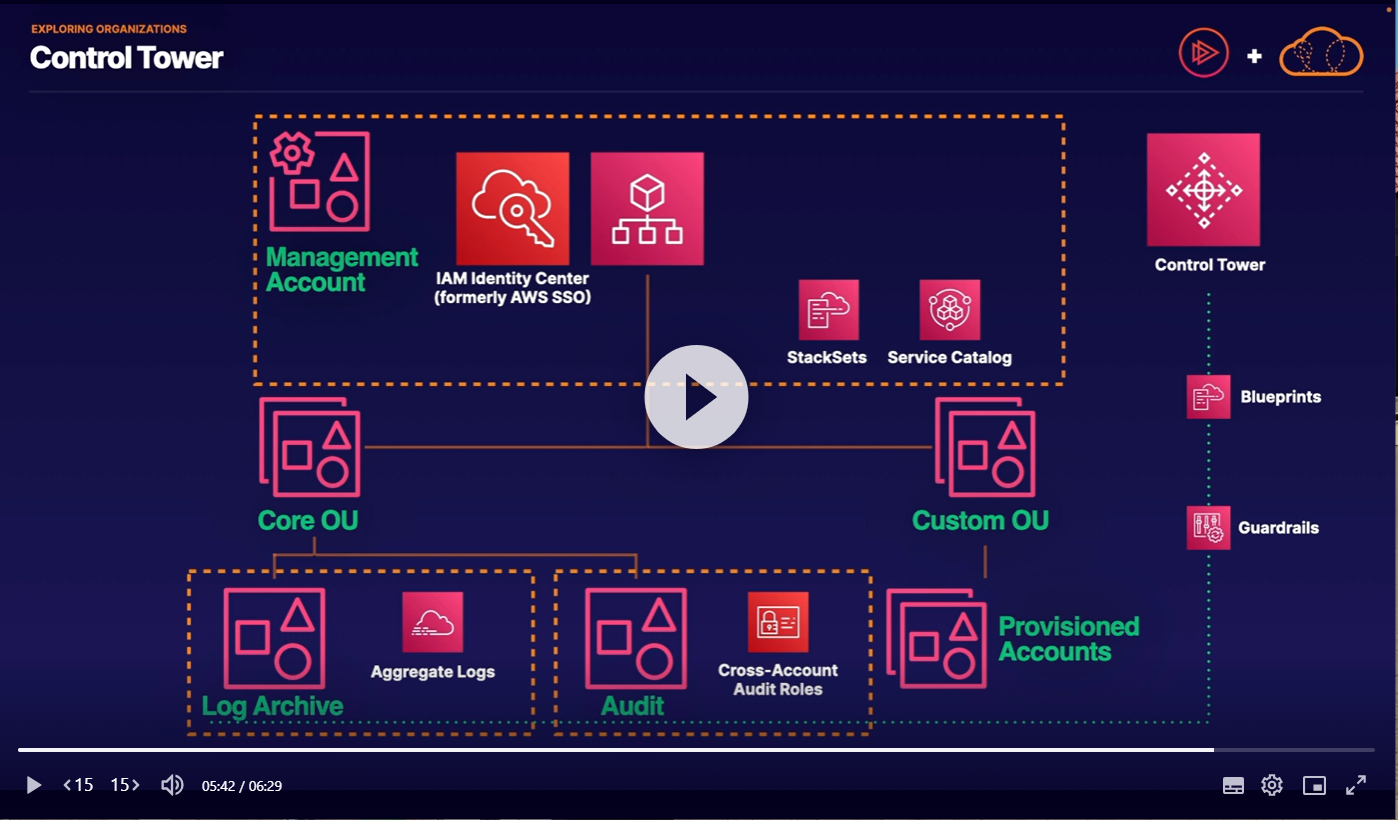 EXPLORING ORGANIZATIONS
Control Tower
Management
Account
IAM Identity Center
(formerly AWS SSO)
StackSets
Service Catalog
Control Tower
Blueprints
Guardrails
Core OU
Custom OU
Log Archive
Aggregate Logs
Audit
Cross-Account
Audit Roles
Provisioned
Accounts
15
15
05:42 / 06:29